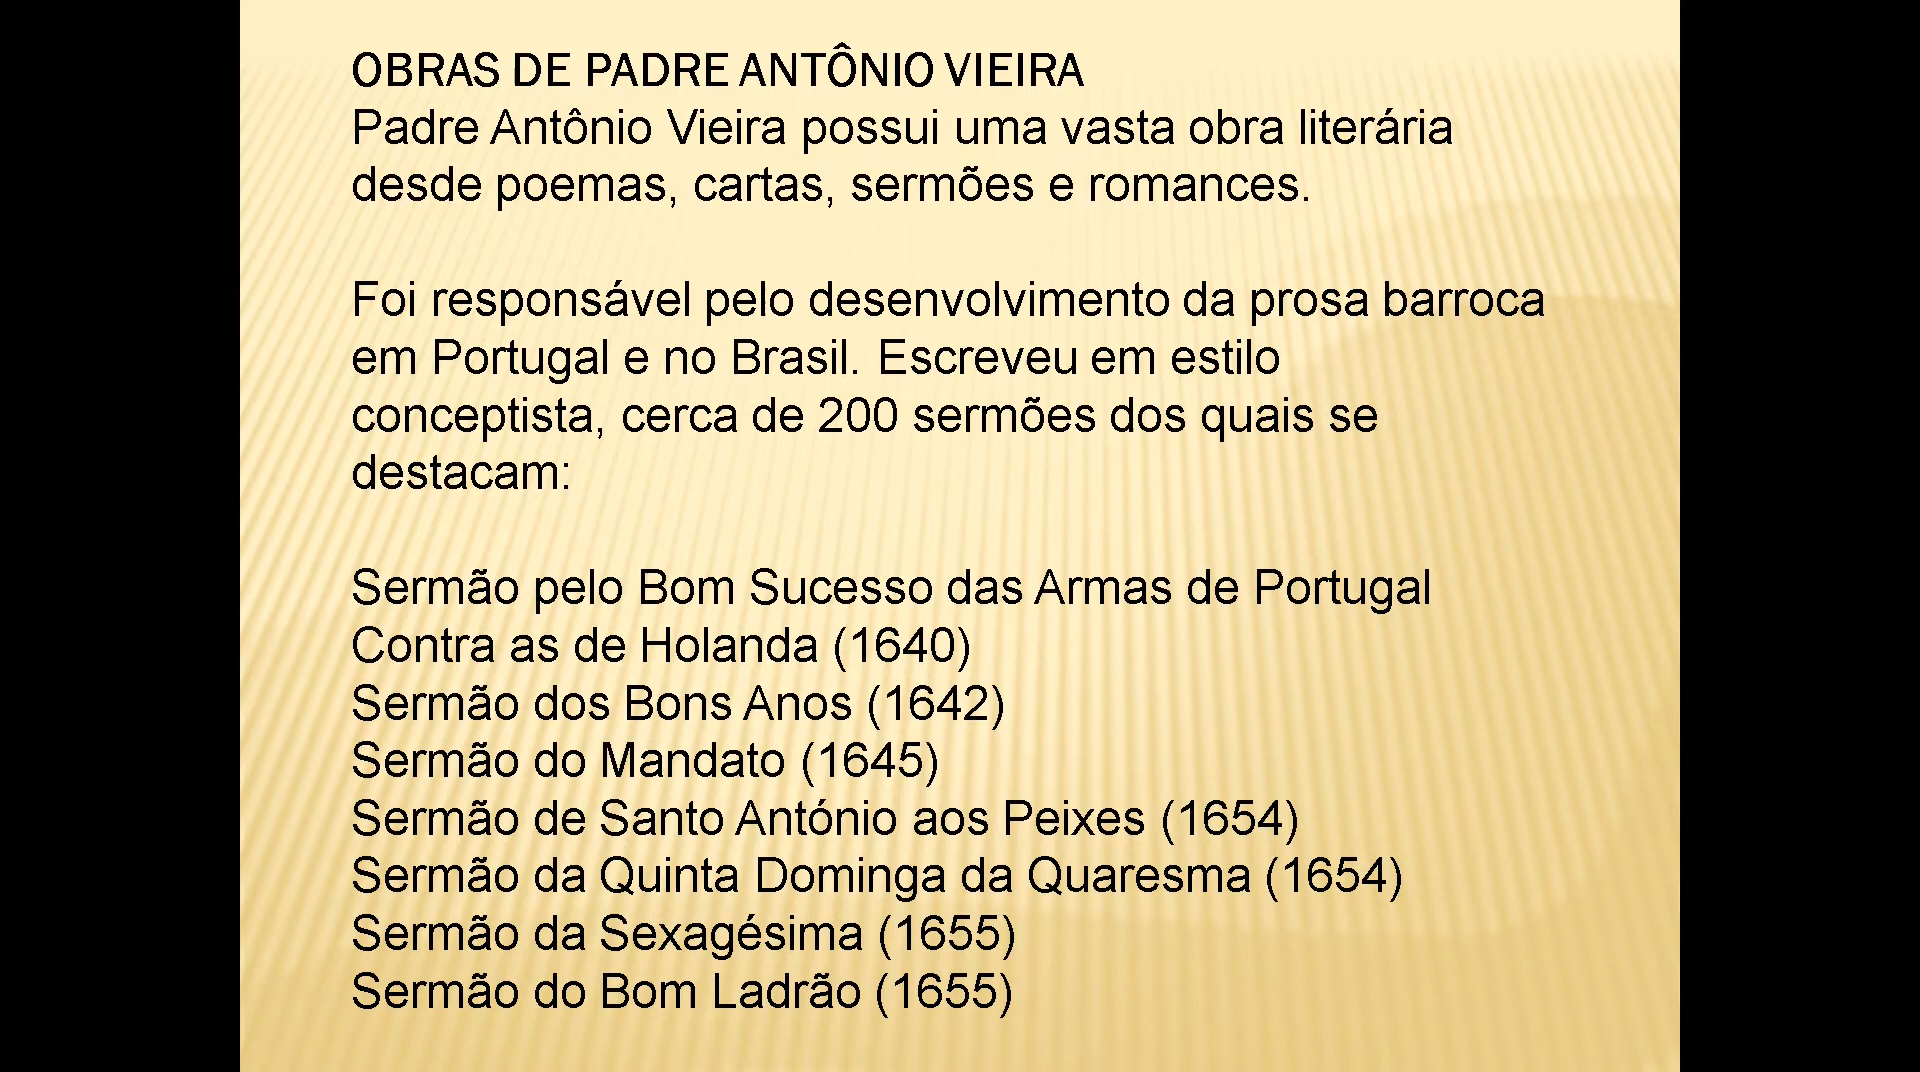 OBRAS DE PADRE ANTÔNIO VIEIRA
Padre Antônio Vieira possui uma vasta obra literária
desde poemas, cartas, sermões e romances.
Foi responsável pelo desenvolvimento da prosa barroca
em Portugal e no Brasil. Escreveu em estilo
conceptista, cerca de 200 sermões dos quais se
destacam:
Sermão pelo Bom Sucesso das Armas de Portugal
Contra as de Holanda (1640)
Sermão dos Bons Anos (1642)
Sermão do Mandato (1645)
Sermão de Santo António aos Peixes (1654)
Sermão da Quinta Dominga da Quaresma (1654)
Sermão da Sexagésima (1655)
Sermão do Bom Ladrão (1655)